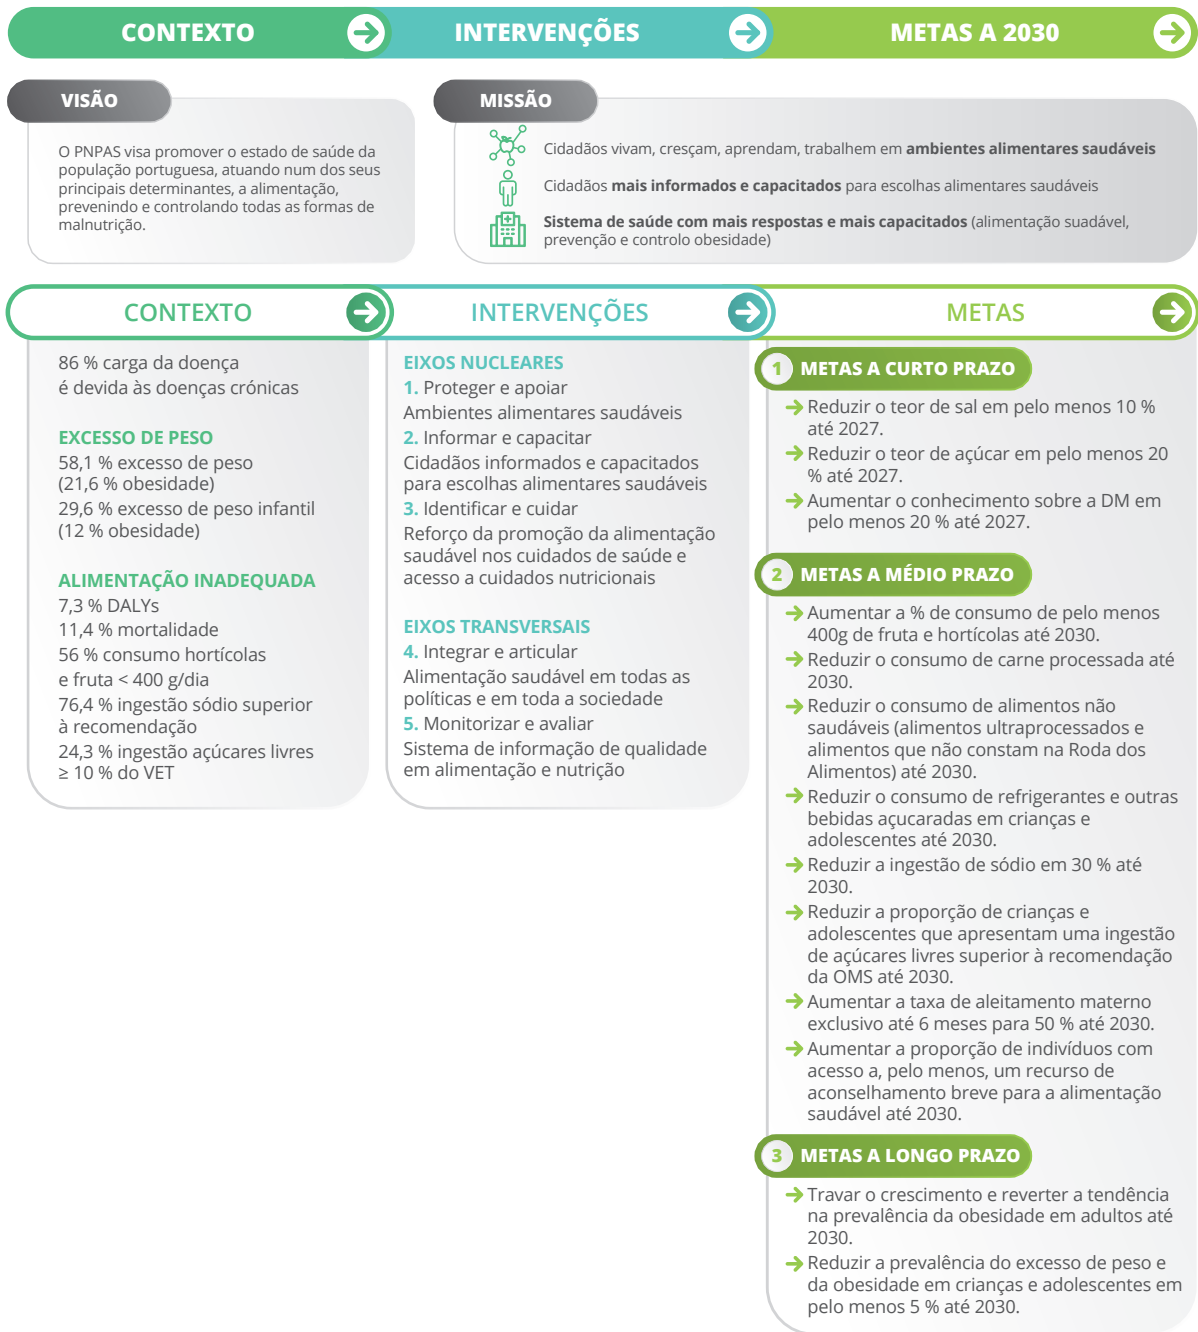 CONTEXTO
INTERVENÇÕES
METAS A 2030
VISÃO
O PNPAS visa promover o estado de saúde da
população portuguesa, atuando num dos seus
principais determinantes, a alimentação,
prevenindo e controlando todas as formas de
malnutrição.
MISSÃO
Cidadãos vivam, cresçam, aprendam, trabalhem em ambientes alimentares saudáveis
Cidadãos mais informados e capacitados para escolhas alimentares saudáveis
Sistema de saúde com mais respostas e mais capacitados (alimentação suadável,
prevenção e controlo obesidade)
CONTEXTO
86 % carga da doença
é devida às doenças crónicas
EXCESSO DE PESO
58,1 % excesso de peso
(21,6 % obesidade)
29,6 % excesso de peso infantil
(12 % obesidade)
ALIMENTAÇÃO INADEQUADA
7,3 % DALYs
11,4 % mortalidade
56 % consumo hortícolas
e fruta < 400 g/dia
76,4 % ingestão sódio superior
à recomendação
24,3 % ingestão açúcares livres
≥ 10 % do VET
INTERVENÇÕES
EIXOS NUCLEARES
1. Proteger e apoiar
Ambientes alimentares saudáveis
2. Informar e capacitar
Cidadãos informados e capacitados
para escolhas alimentares saudáveis
3. Identificar e cuidar
Reforço da promoção da alimentação
saudável nos cuidados de saúde e
acesso a cuidados nutricionais
EIXOS TRANSVERSAIS
4. Integrar e articular
Alimentação saudável em todas as
políticas e em toda a sociedade
5. Monitorizar e avaliar
Sistema de informação de qualidade
em alimentação e nutrição
METAS
1 METAS A CURTO PRAZO
Reduzir o teor de sal em pelo menos 10 %
até 2027.
Reduzir o teor de açúcar em pelo menos 20
% até 2027.
Aumentar o conhecimento sobre a DM em
pelo menos 20 % até 2027.
2 METAS A MÉDIO PRAZO
Aumentar a % de consumo de pelo menos
400g de fruta e hortícolas até 2030.
Reduzir o consumo de carne processada até
2030.
Reduzir o consumo de alimentos não
saudáveis (alimentos ultraprocessados e
alimentos que não constam na Roda dos
Alimentos) até 2030.
Reduzir o consumo de refrigerantes e outras
bebidas açucaradas em crianças e
adolescentes até 2030.
Reduzir a ingestão de sódio em 30 % até
2030.
Reduzir a proporção de crianças e
adolescentes que apresentam uma ingestão
de açúcares livres superior à recomendação
da OMS até 2030.
Aumentar a taxa de aleitamento materno
exclusivo até 6 meses para 50 % até 2030.
Aumentar a proporção de indivíduos com
acesso a, pelo menos, um recurso de
aconselhamento breve para a alimentação
saudável até 2030.
3 METAS A LONGO PRAZO
Travar o crescimento e reverter a tendência
na prevalência da obesidade em adultos até
2030.
Reduzir a prevalência do excesso de peso e
da obesidade em crianças e adolescentes em
pelo menos 5 % até 2030.